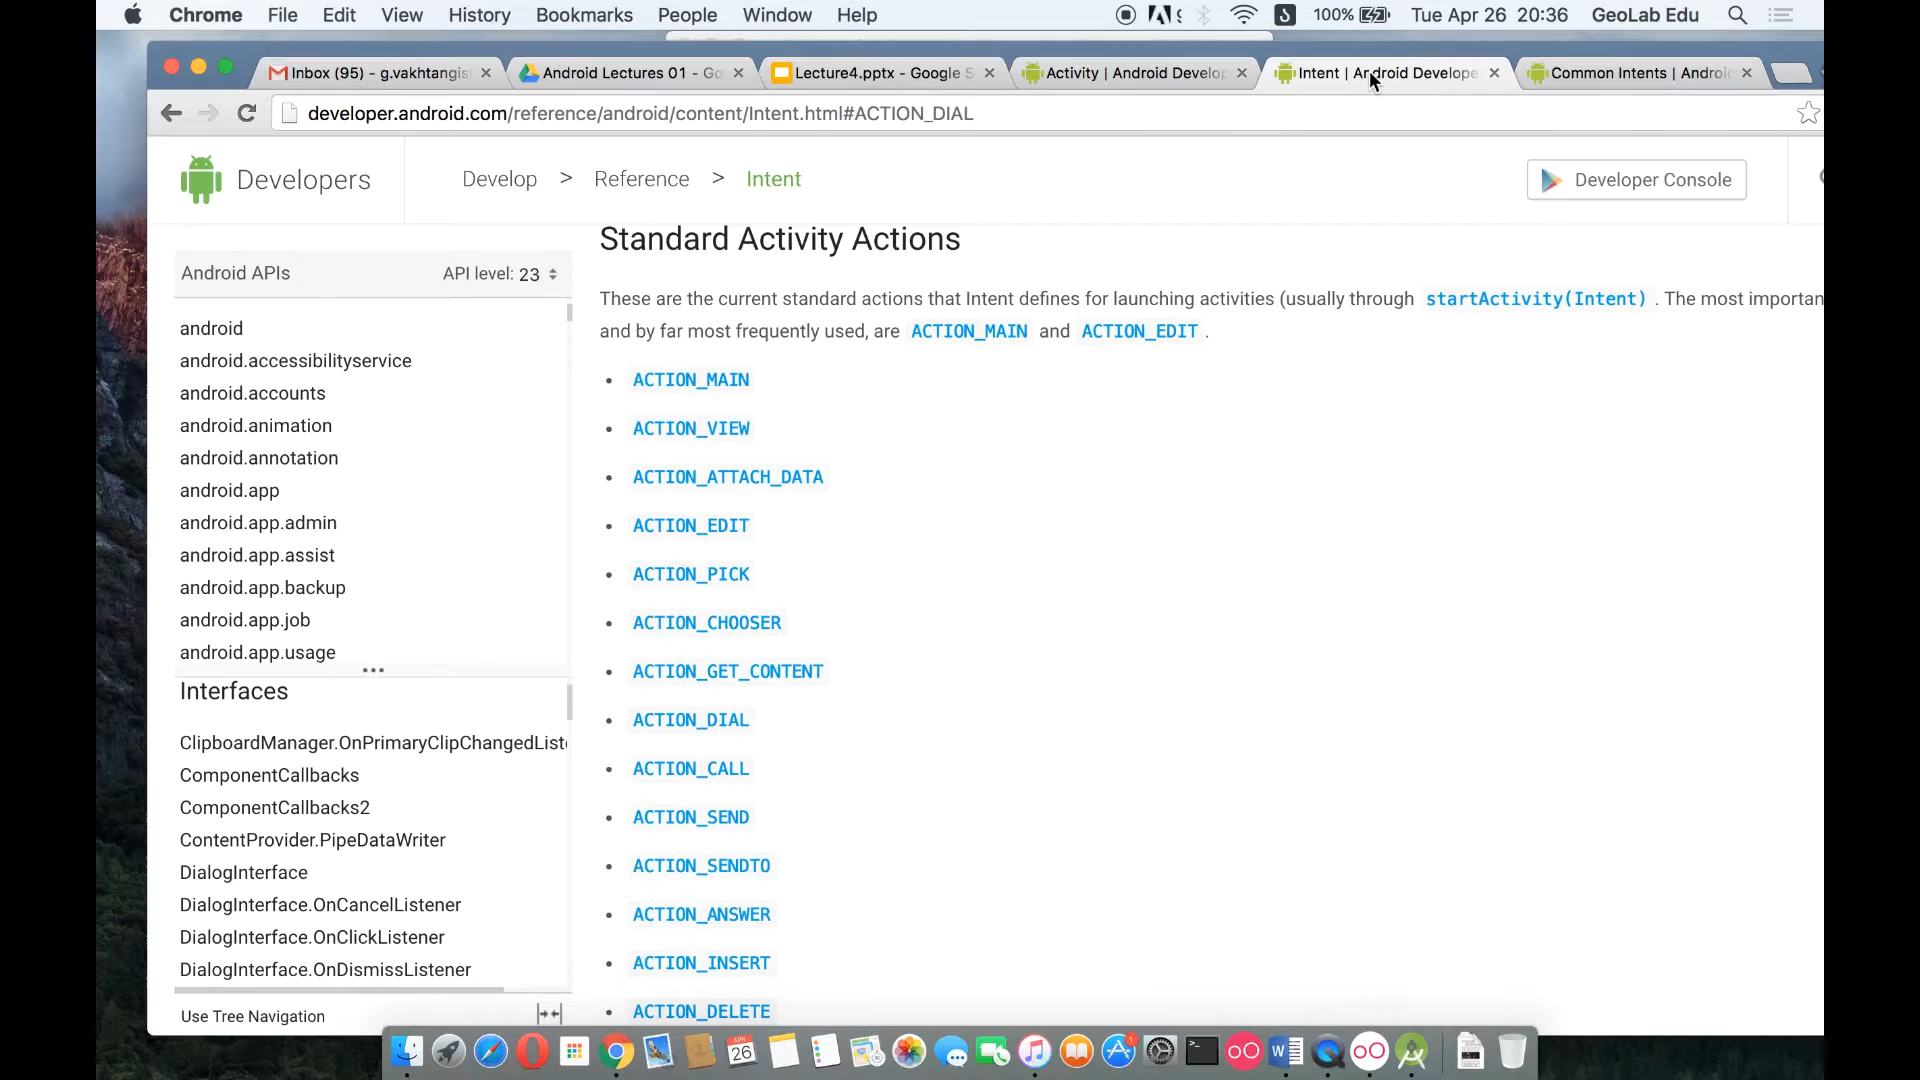 Chrome File Edit View History Bookmarks People Window Help 100% Tue Apr 26 20:36 GeoLab Edu
Inbox (95) - g.vakhtangis
Android Lectures 01 - Go
Lecture4.pptx - Google S
Activity | Android Develop
Intent | Android Develope
Common Intents | Androi
developer.android.com/reference/android/content/Intent.html#ACTION_DIAL
Developers
Develop > Reference > Intent
Developer Console
Android APIs
API level: 23
android
android.accessibilityservice
android.accounts
android.animation
android.annotation
android.app
android.app.admin
android.app.assist
android.app.backup
android.app.job
android.app.usage
Interfaces
ClipboardManager.OnPrimaryClipChangedListe
ComponentCallbacks
ComponentCallbacks2
ContentProvider.PipeDataWriter
DialogInterface
DialogInterface.OnCancelListener
DialogInterface.OnClickListener
DialogInterface.OnDismissListener
Use Tree Navigation
Standard Activity Actions
These are the current standard actions that Intent defines for launching activities (usually through startActivity(Intent) . The most importan
and by far most frequently used, are ACTION_MAIN and ACTION_EDIT .
• ACTION_MAIN
• ACTION_VIEW
• ACTION_ATTACH_DATA
• ACTION_EDIT
• ACTION_PICK
• ACTION_CHOOSER
• ACTION_GET_CONTENT
• ACTION_DIAL
• ACTION_CALL
• ACTION_SEND
• ACTION_SENDTO
• ACTION_ANSWER
• ACTION_INSERT
• ACTION_DELETE
APR
26